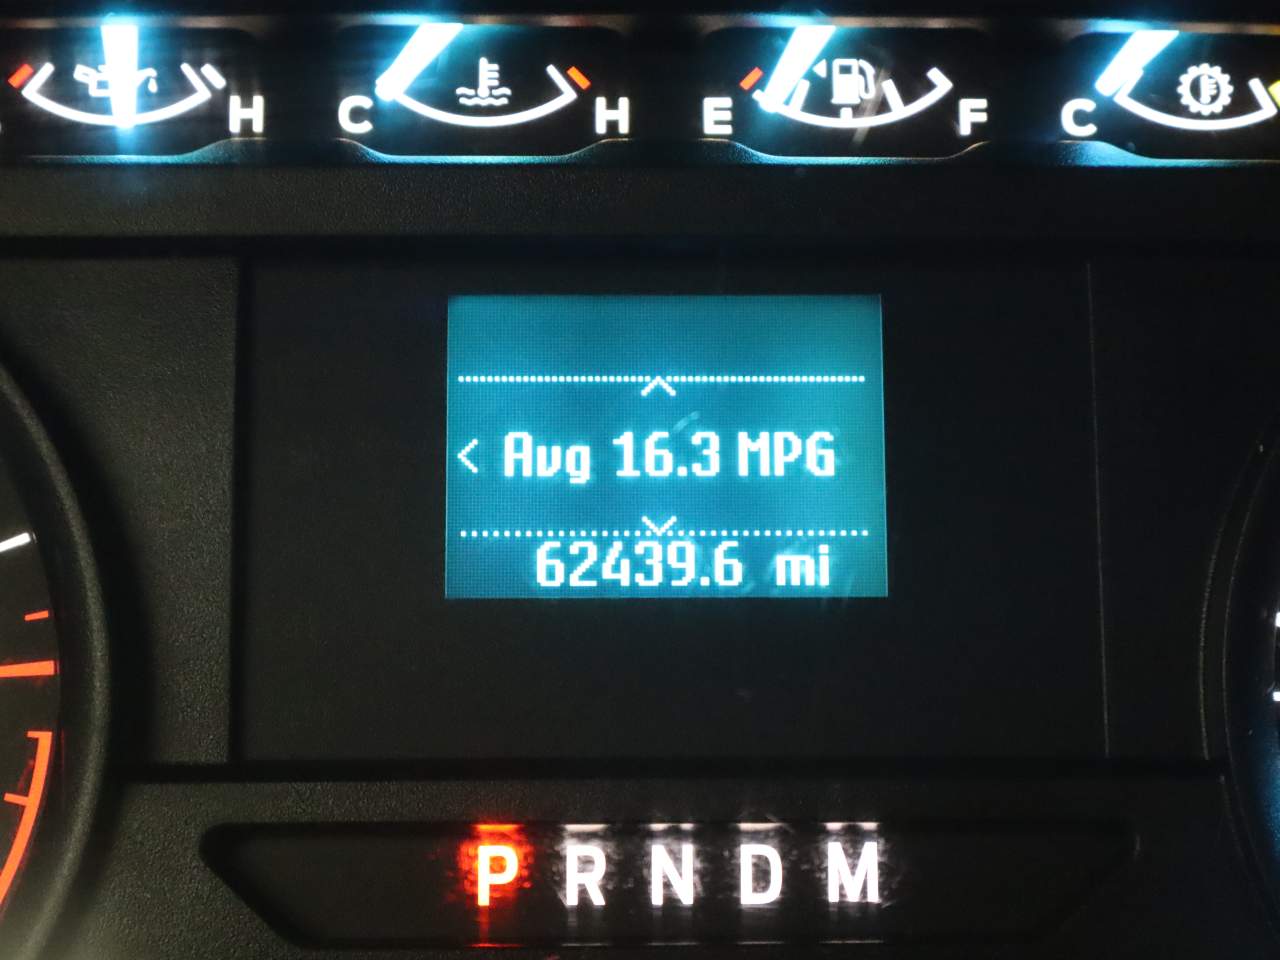 H C H E F C
< Avg 16.3 MPG
62439.6 mi
P R N D M